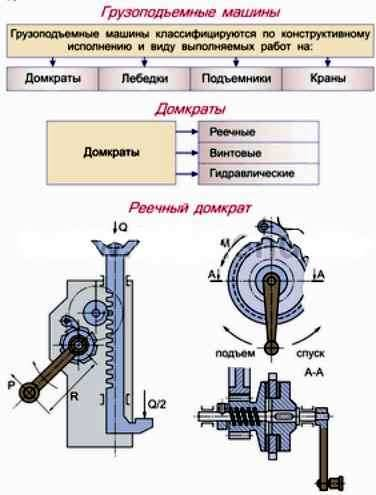 Грузоподъемные машины
Грузоподъемные машины классифицируются по конструктивному
исполнению и виду выполняемых работ на:
Домкраты Лебедки Подъемники Краны
Домкраты
Домкраты
Реечные
Винтовые
Гидравлические
Реечный домкрат
Q
M
A A
P
R
подъем спуск
A-A
Q/2